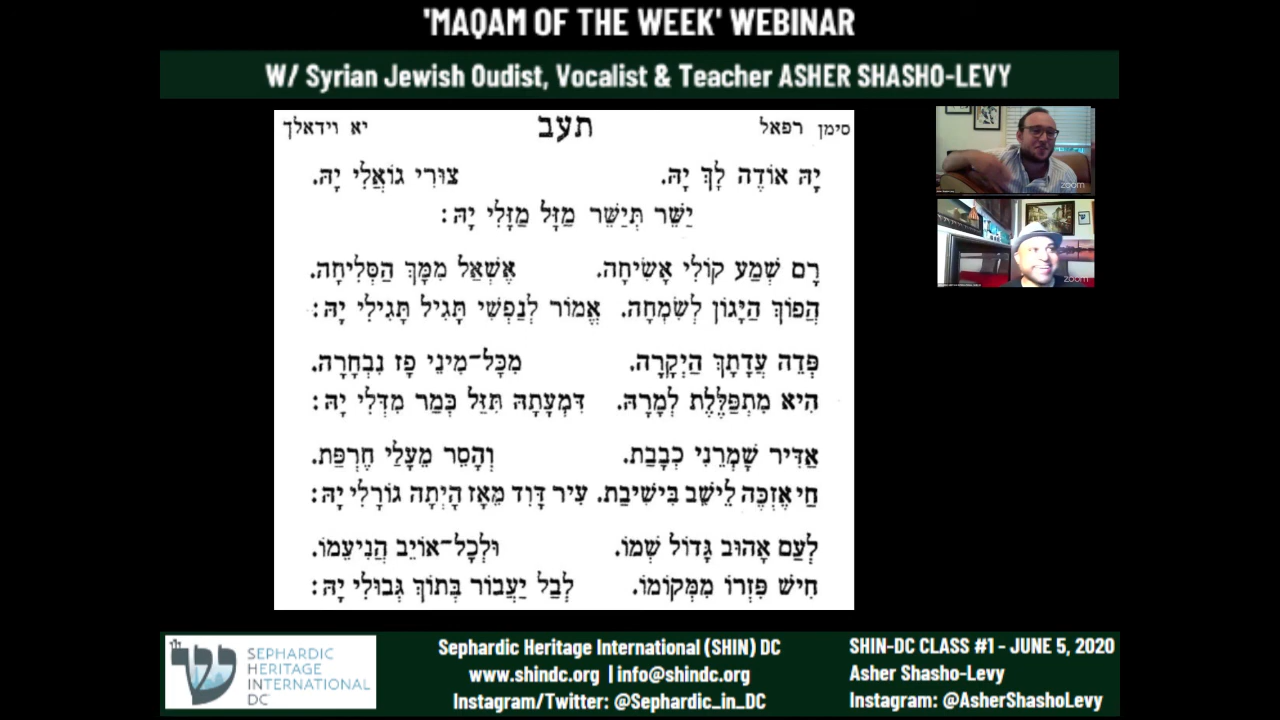 'MAQAM OF THE WEEK' WEBINAR
W/ Syrian Jewish Oudist, Vocalist & Teacher ASHER SHASHO-LEVY
סימן רפאל תעב יא וידאלך
יָהּ אוֹדֶה לָךְ יָהּ. צוּרִי גוֹאֲלִי יָהּ.
יַשֵּׁר תְּיַשֵּׁר מַזָּל מַזָּלִי יָהּ:
רָם שְׁמַע קוֹלִי אָשִׂיחָה. אֶשְׁאַל מִמָּךְ הַסְּלִיחָה.
הֲפוֹךְ הַיָּגוֹן לְשִׂמְחָה. אֱמוֹר לְנַפְשִׁי תָּגִיל תָּגִילִי יָהּ:
פְּדֵה עֲדָתָךְ הַיְקָרָה. מִכָּל־מִינֵי פָז נִבְחָרָה.
הִיא מִתְפַּלֶּלֶת לְמָרָהּ. דִּמְעָתָהּ תִּזַּל כְּמַר מִדְּלִי יָהּ:
אַדִּיר שָׁמְרֵנִי כְּבָבַת. וְהָסֵר מֵעָלַי חֶרְפַּת.
חַי אֶזְכֶּה לֵישֵׁב בִּישִׁיבַת. עִיר דָּוִד מֵאָז הָיְתָה גוֹרָלִי יָהּ:
לְעַם אָהוּב גָּדוֹל שְׁמוֹ. וּלְכָל־אוֹיֵב הֲנִיעֵמוֹ.
חִישׁ פִּזְרוֹ מִמְּקוֹמוֹ. לְבַל יַעֲבוֹר בְּתוֹךְ גְּבוּלִי יָהּ:
zoom
zoom
SEPHARDIC
HERITAGE
INTERNATIONAL
DC
Sephardic Heritage International (SHIN) DC
www.shindc.org | info@shindc.org
Instagram/Twitter: @Sephardic_in_DC
SHIN-DC CLASS #1 - JUNE 5, 2020
Asher Shasho-Levy
Instagram: @AsherShashoLevy